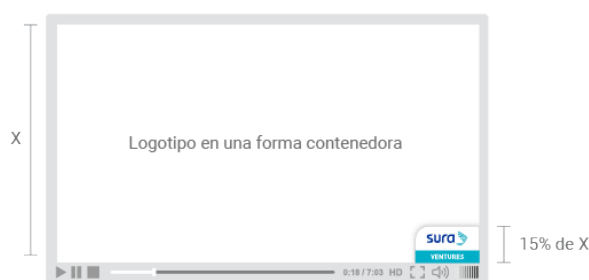 X
Logotipo en una forma contenedora
sura
VENTURES
15% de X
0:18 / 7:03 HD